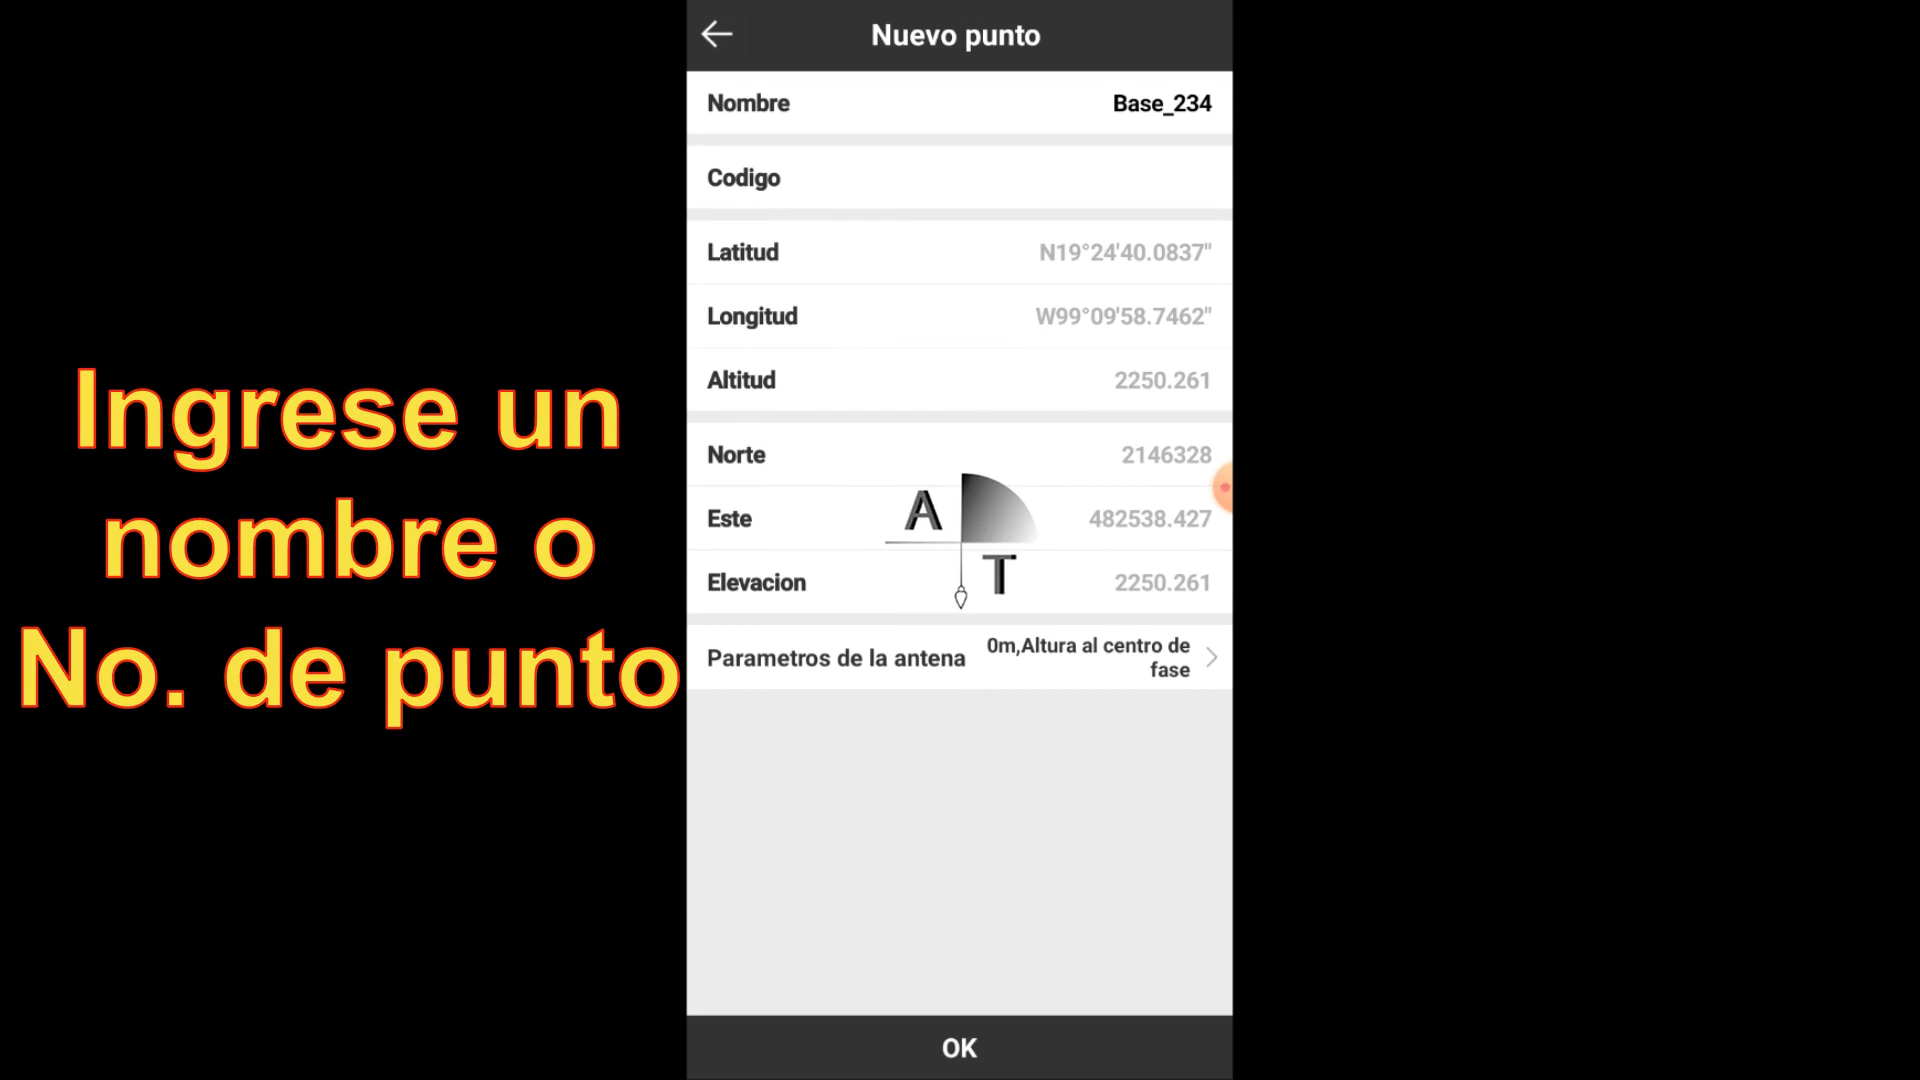 Ingrese un
nombre o
No. de punto
Nuevo punto
Nombre Base_234
Codigo
Latitud N19°24'40.0837"
Longitud W99°09'58.7462"
Altitud 2250.261
Norte 2146328
Este 482538.427
Elevacion 2250.261
A
T
Parametros de la antena 0m,Altura al centro de
fase
OK